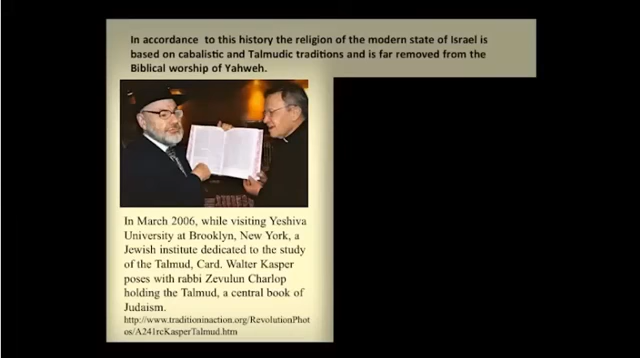 In accordance to this history the religion of the modern state of Israel is
based on cabalistic and Talmudic traditions and is far removed from the
Biblical worship of Yahweh.
In March 2006, while visiting Yeshiva
University at Brooklyn, New York, a
Jewish institute dedicated to the study
of the Talmud, Card. Walter Kasper
poses with rabbi Zevulun Charlop
holding the Talmud, a central book of
Judaism.
http://www.traditioninaction.org/RevolutionPhot
os/A241rcKasperTalmud.htm